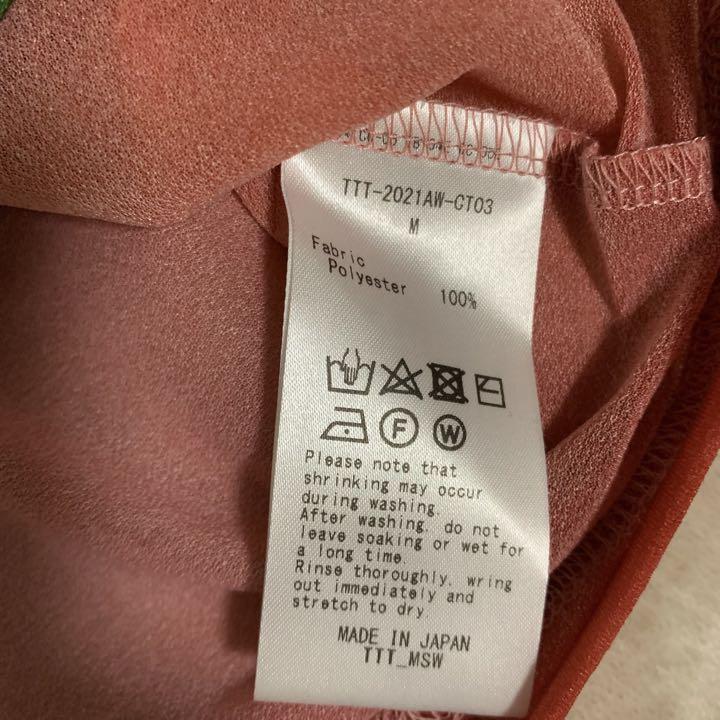 TTT-2021AW-CT03
M
Fabric
Polyester 100%
F W
Please note that
shrinking may occur
during washing.
After washing, do not
leave soaking or wet for
a long time.
Rinse thoroughly, wring
out immediately and
stretch to dry.
MADE IN JAPAN
TTT_MSW